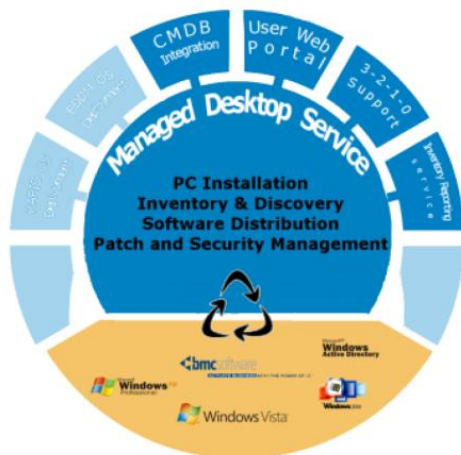 CMDB
Integration
User Web
Portal
3-2-1-0
Support
Inventory Reporting
service
Managed Desktop Service
PC Installation
Inventory & Discovery
Software Distribution
Patch and Security Management
bmcsoftware
Windows
Active Directory
Windows
Professional
Windows Vista